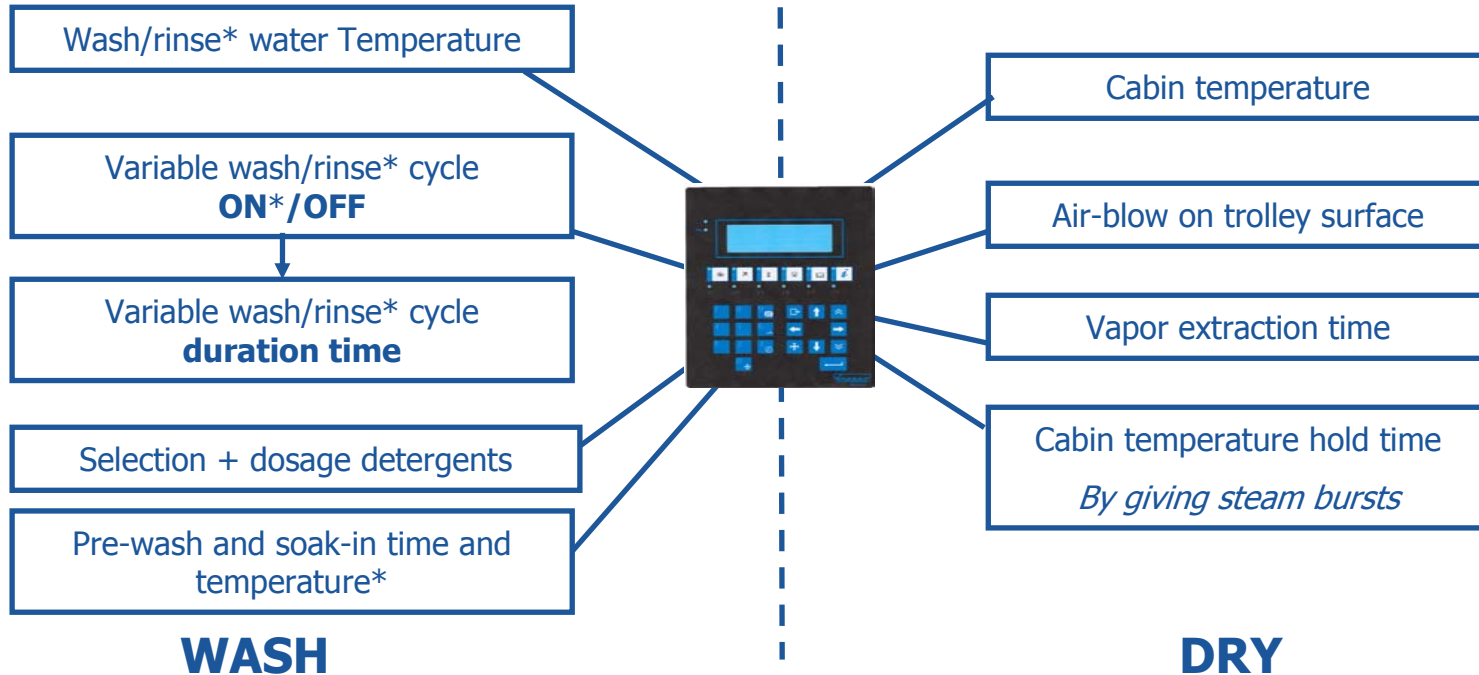 Wash/rinse* water Temperature
Variable wash/rinse* cycle
ON*/OFF
Variable wash/rinse* cycle
duration time
Selection + dosage detergents
Pre-wash and soak-in time and
temperature*
WASH
Cabin temperature
Air-blow on trolley surface
Vapor extraction time
Cabin temperature hold time
By giving steam bursts
DRY